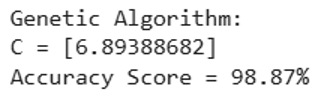 Genetic Algorithm:
C = [6.89388682]
Accuracy Score = 98.87%